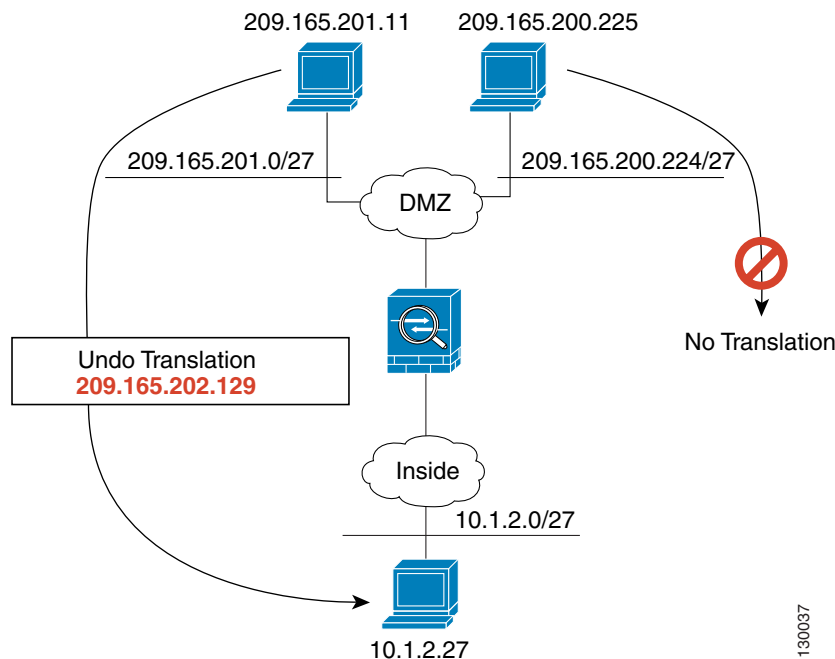 209.165.201.11
209.165.200.225
209.165.201.0/27
209.165.200.224/27
DMZ
No Translation
Undo Translation
209.165.202.129
Inside
10.1.2.0/27
10.1.2.27
130037